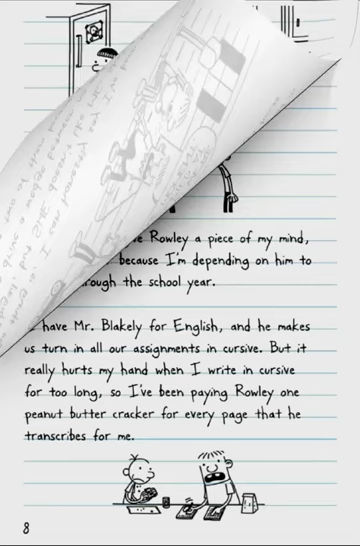 e Rowley a piece of my mind,
because I'm depending on him to
rough the school year.
have Mr. Blakely for English, and he makes
us turn in all our assignments in cursive. But it
really hurts my hand when I write in cursive
for too long, so I've been paying Rowley one
peanut butter cracker for every page that he
transcribes for me.
8